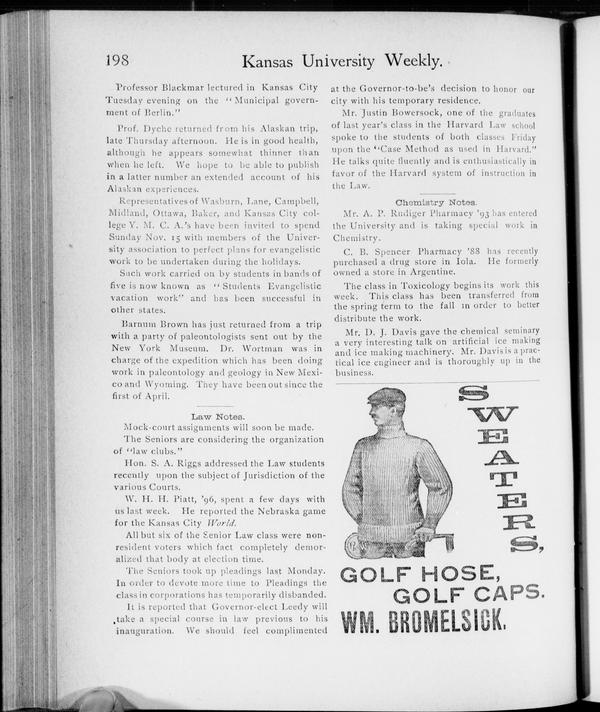 198
Kansas University Weekly.
Professor Blackmar lectured in Kansas City
Tuesday evening on the "Municipal govern-
ment of Berlin."
Prof. Dyche returned from his Alaskan trip,
late Thursday afternoon. He is in good health,
although he appears somewhat thinner than
when he left. We hope to be able to publish
in a latter number an extended account of his
Alaskan experiences.
Representatives of Wasburn, Lane, Campbell,
Midland, Ottawa, Baker, and Kansas City col-
lege Y. M. C. A.'s have been invited to spend
Sunday Nov. 15 with members of the Univer-
sity association to perfect plans for evangelistic
work to be undertaken during the holidays.
Such work carried on by students in bands of
five is now known as "Students Evangelistic
vacation work" and has been successful in
other states.
Barnum Brown has just returned from a trip
with a party of paleontologists sent out by the
New York Museum. Dr. Wortman was in
charge of the expedition which has been doing
work in paleontology and geology in New Mexi-
co and Wyoming. They have been out since the
first of April.
Law Notes.
Mock-court assignments will soon be made.
The Seniors are considering the organization
of "law clubs."
Hon. S. A. Riggs addressed the Law students
recently upon the subject of Jurisdiction of the
various Courts.
W. H. H. Piatt, '96, spent a few days with
us last week. He reported the Nebraska game
for the Kansas City World.
All but six of the Senior Law class were non-
resident voters which fact completely demor-
alized that body at election time.
The Seniors took up pleadings last Monday.
In order to devote more time to Pleadings the
class in corporations has temporarily disbanded.
It is reported that Governor-elect Leedy will
take a special course in law previous to his
inauguration. We should feel complimented
at the Governor-to-be's decision to honor our
city with his temporary residence.
Mr. Justin Bowersock, one of the graduates
of last year's class in the Harvard Law school
spoke to the students of both classes Friday
upon the "Case Method as used in Harvard."
He talks quite fluently and is enthusiastically in
favor of the Harvard system of instruction in
the Law.
Chemistry Notes.
Mr. A. P. Rudiger Pharmacy '93 has entered
the University and is taking special work in
Chemistry.
C. B. Spencer Pharmacy '88 has recently
purchased a drug store in Iola. He formerly
owned a store in Argentine.
The class in Toxicology begins its work this
week. This class has been transferred from
the spring term to the fall in order to better
distribute the work.
Mr. D. J. Davis gave the chemical seminary
a very interesting talk on artificial ice making
and ice making machinery. Mr. Davis is a prac-
tical ice engineer and is thoroughly up in the
business.
SWEATERS,
GOLF HOSE,
GOLF CAPS.
WM. BROMELSICK.